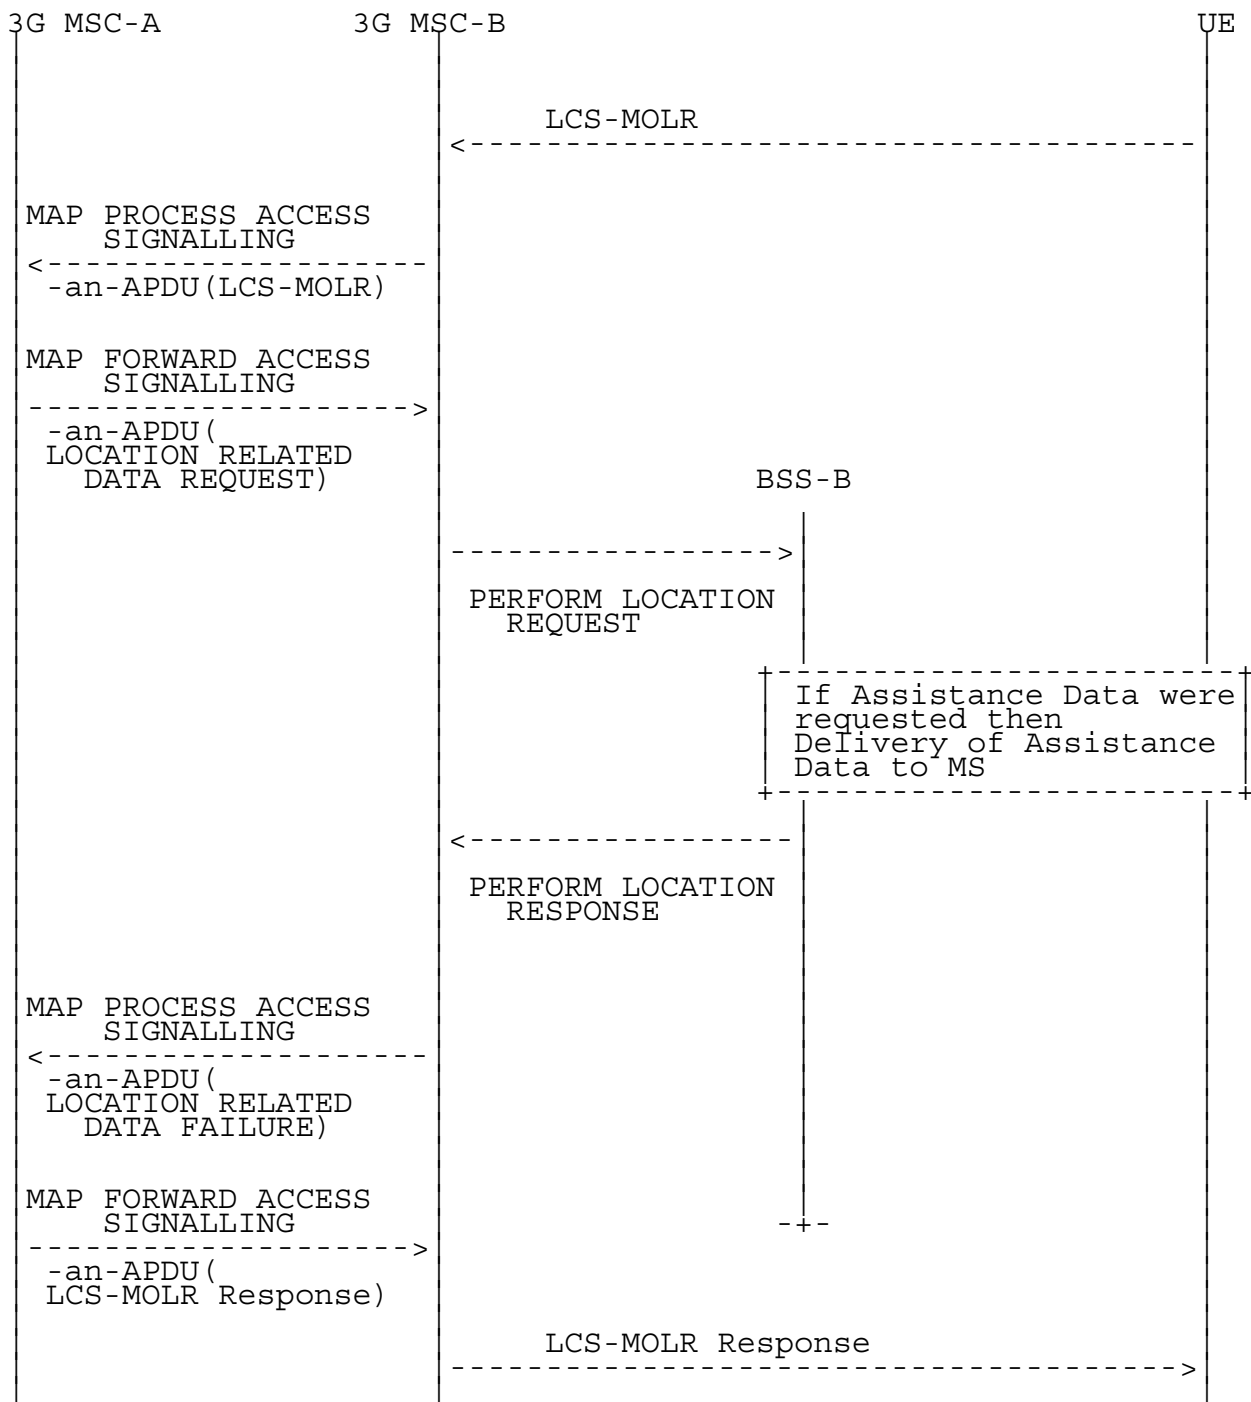 3G MSC-A 3G MSC-B UE
LCS-MOLR
MAP PROCESS ACCESS
SIGNALLING
-an-APDU(LCS-MOLR)
MAP FORWARD ACCESS
SIGNALLING
-an-APDU(
LOCATION RELATED
DATA REQUEST)
BSS-B
PERFORM LOCATION
REQUEST
If Assistance Data were
requested then
Delivery of Assistance
Data to MS
PERFORM LOCATION
RESPONSE
MAP PROCESS ACCESS
SIGNALLING
-an-APDU(
LOCATION RELATED
DATA FAILURE)
MAP FORWARD ACCESS
SIGNALLING
-an-APDU(
LCS-MOLR Response)
LCS-MOLR Response